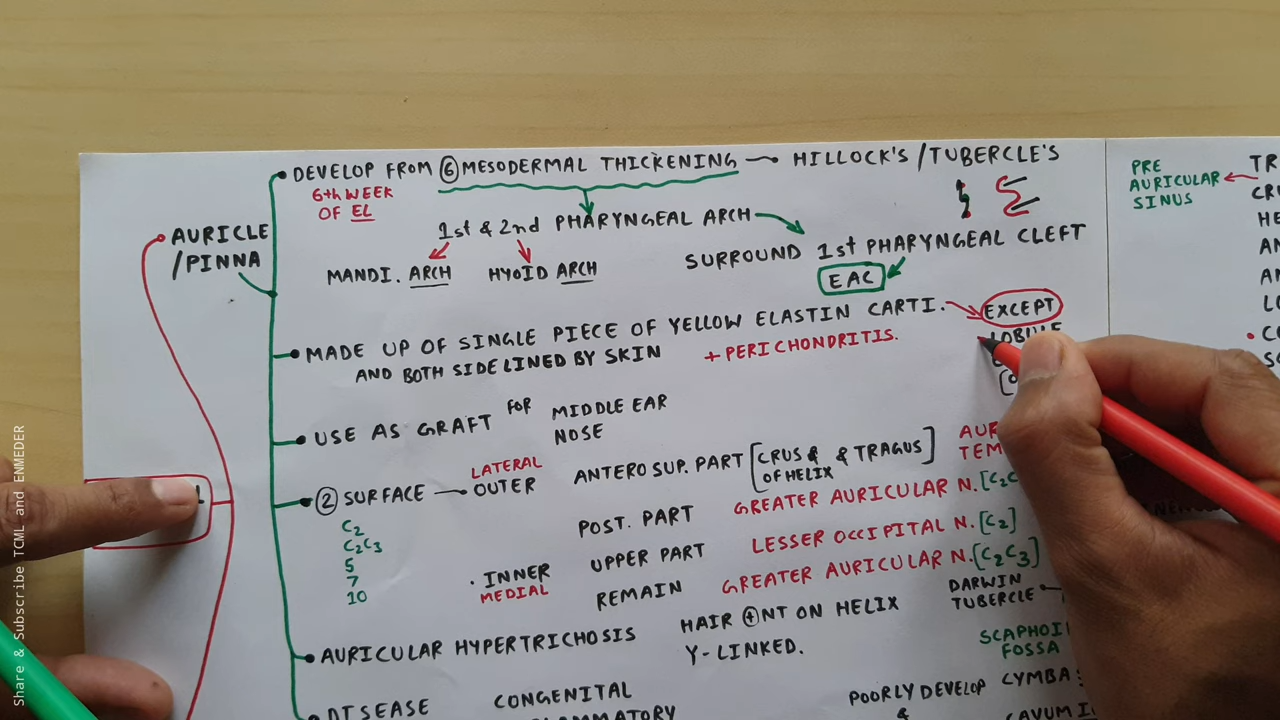 DEVELOP FROM ⑥ MESODERMAL THICKENING — HILLOCK'S / TUBERCLE'S
6th WEEK
OF EL
AURICLE
/PINNA
1st & 2nd PHARYNGEAL ARCH
MANDI. ARCH HYOID ARCH
SURROUND 1st PHARYNGEAL CLEFT
EAC
MADE UP OF SINGLE PIECE OF YELLOW ELASTIN CARTI.
EXCEPT
LOBULE
AND BOTH SIDE LINED BY SKIN
+ PERICHONDRITIS.
USE AS GRAFT FOR MIDDLE EAR
NOSE
② SURFACE — LATERAL
OUTER
ANTERO SUP. PART [CRUS & & TRAGUS]
OF HELIX
C2
C2C3
5
7
10
POST. PART GREATER AURICULAR N. [C2
. INNER
MEDIAL
UPPER PART LESSER OCCIPITAL N. [C2]
REMAIN GREATER AURICULAR N. [C2C3]
AURICULAR HYPERTRICHOSIS
HAIR ⊕NT ON HELIX
Y-LINKED.
DARWIN
TUBERCLE
FOSSA
CYMBA
DISEASE
CONGENITAL
POORLY DEVELOP
&
PRE
AURICULAR
SINUS
Share & Subscribe TCML and ENMEDER